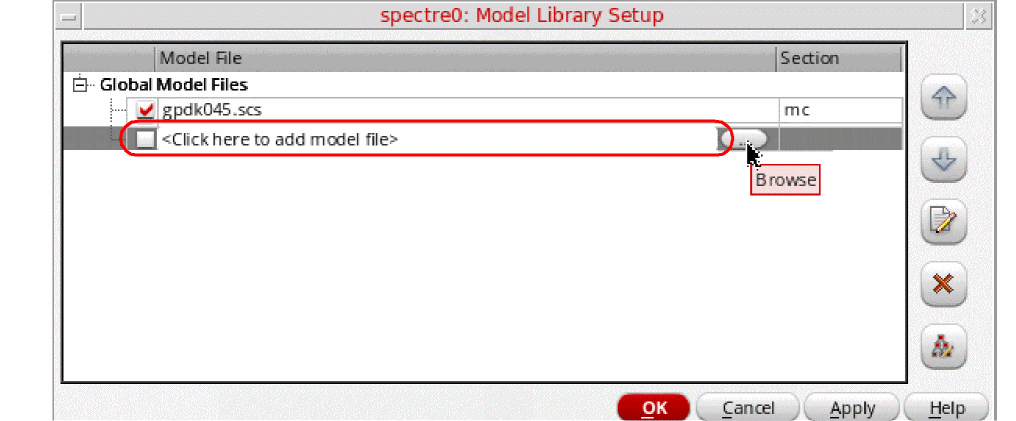 spectre0: Model Library Setup
Model File Section
Global Model Files
gpdk045.scs mc
<Click here to add model file> ...
Browse
OK Cancel Apply Help